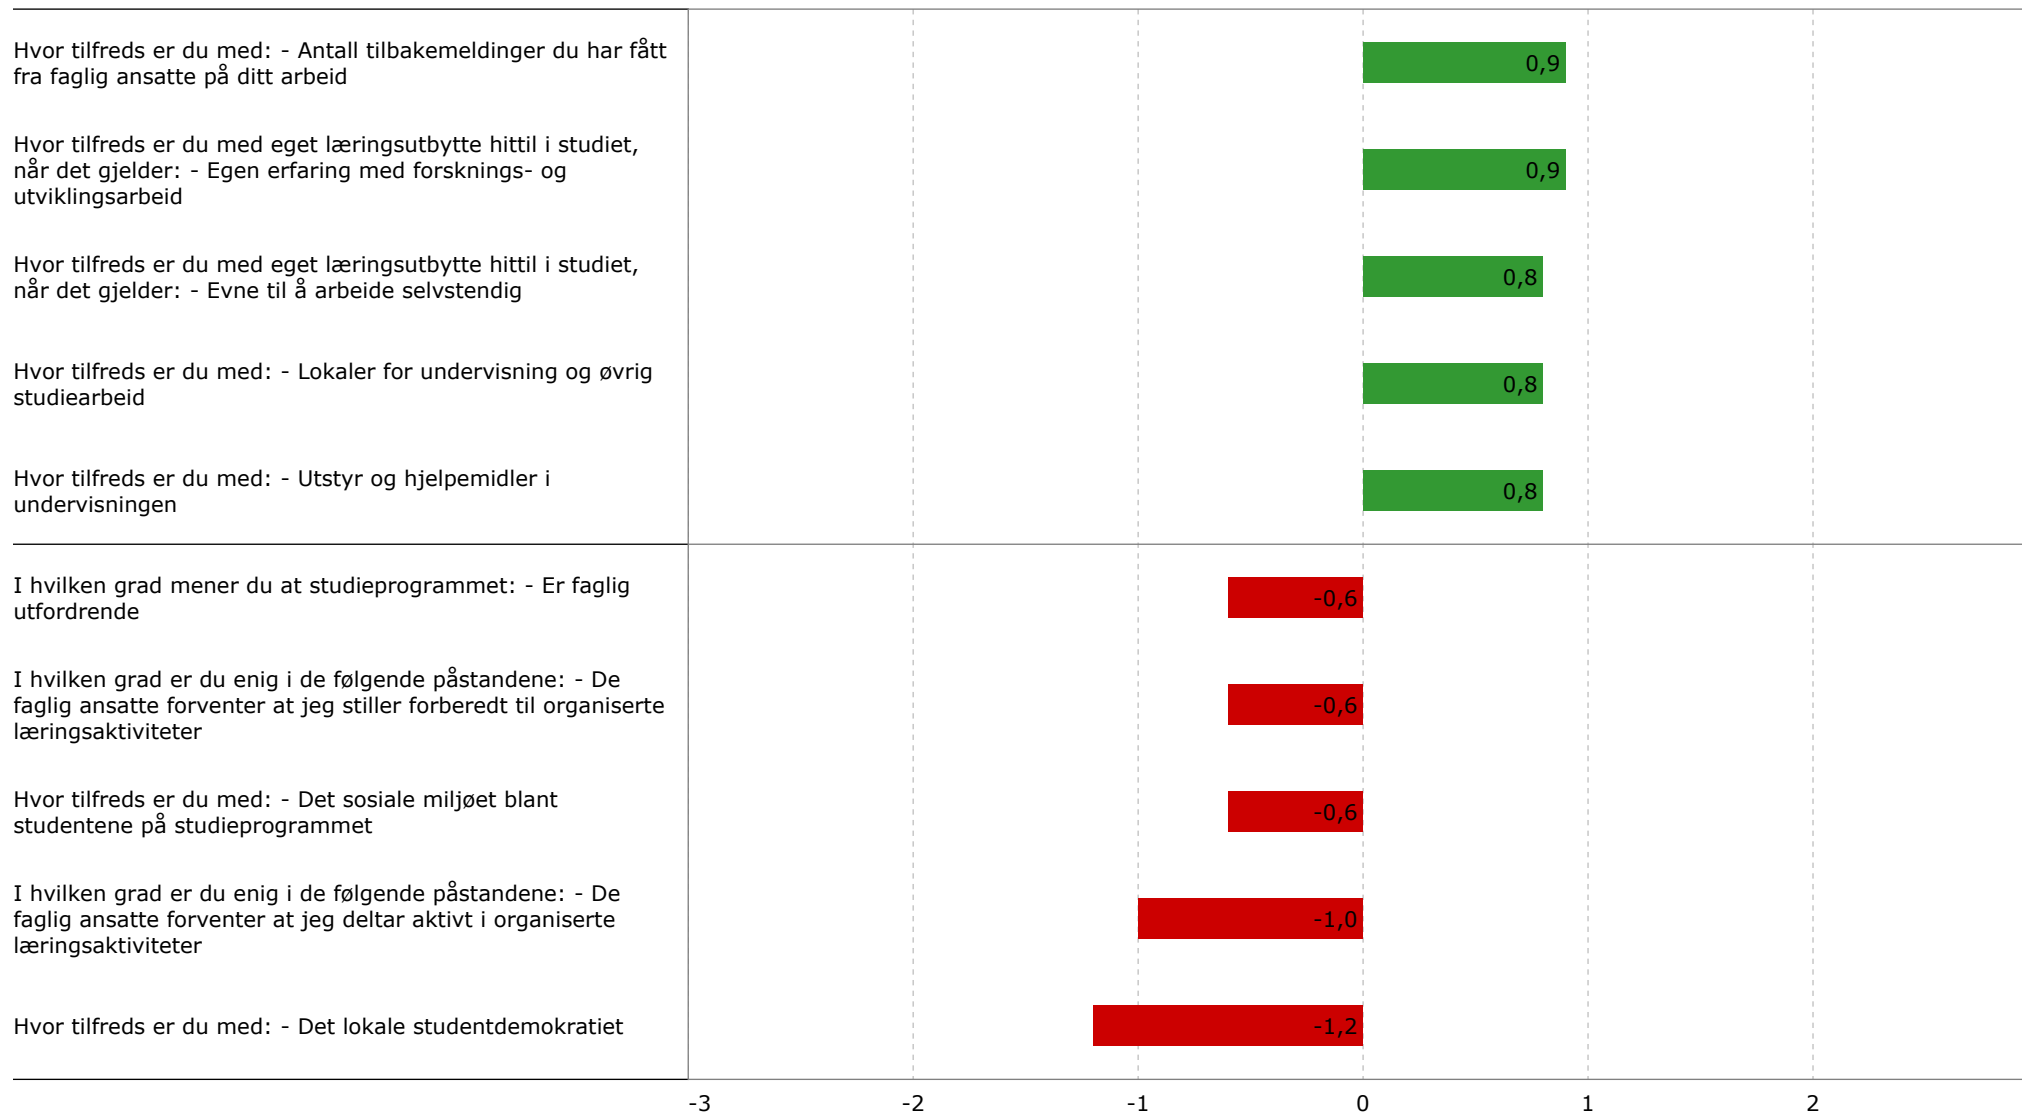 Hvor tilfreds er du med: - Antall tilbakemeldinger du har fått
fra faglig ansatte på ditt arbeid
0,9
Hvor tilfreds er du med eget læringsutbytte hittil i studiet,
når det gjelder: - Egen erfaring med forsknings- og
utviklingsarbeid
0,9
Hvor tilfreds er du med eget læringsutbytte hittil i studiet,
når det gjelder: - Evne til å arbeide selvstendig
0,8
Hvor tilfreds er du med: - Lokaler for undervisning og øvrig
studiearbeid
0,8
Hvor tilfreds er du med: - Utstyr og hjelpemidler i
undervisningen
0,8
I hvilken grad mener du at studieprogrammet: - Er faglig
utfordrende
-0,6
I hvilken grad er du enig i de følgende påstandene: - De
faglig ansatte forventer at jeg stiller forberedt til organiserte
læringsaktiviteter
-0,6
Hvor tilfreds er du med: - Det sosiale miljøet blant
studentene på studieprogrammet
-0,6
I hvilken grad er du enig i de følgende påstandene: - De
faglig ansatte forventer at jeg deltar aktivt i organiserte
læringsaktiviteter
-1,0
Hvor tilfreds er du med: - Det lokale studentdemokratiet
-1,2
-3 -2 -1 0 1 2